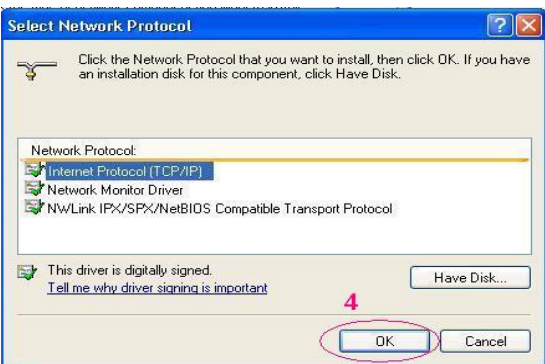 Select Network Protocol
Click the Network Protocol that you want to install, then click OK. If you have
an installation disk for this component, click Have Disk.
Network Protocol:
Internet Protocol (TCP/IP)
Network Monitor Driver
NWLink IPX/SPX/NetBIOS Compatible Transport Protocol
This driver is digitally signed.
Tell me why driver signing is important
Have Disk...
4
OK
Cancel